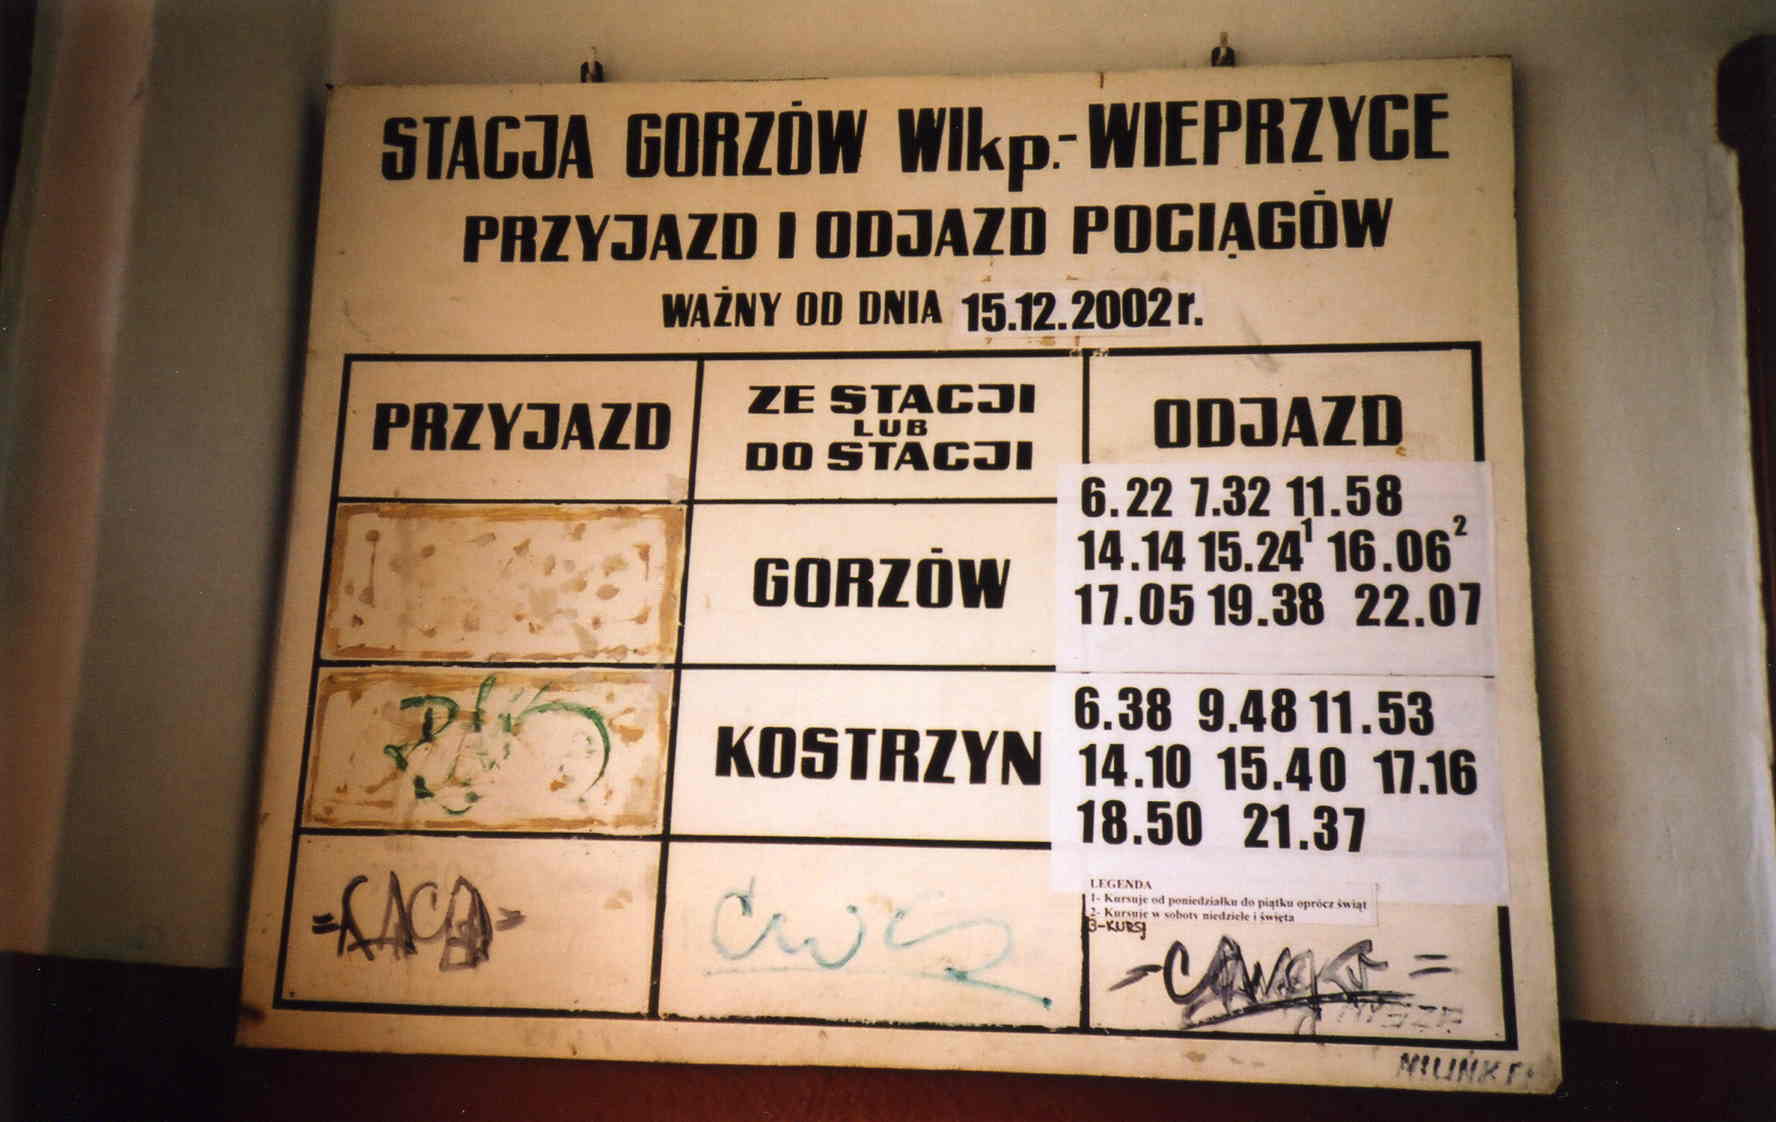 STACJA GORZÓW Wlkp.-WIEPRZYCE
PRZYJAZD I ODJAZD POCIĄGÓW
WAŻNY OD DNIA 15.12.2002r.
PRZYJAZD
ZE STACJI
LUB
DO STACJI
ODJAZD
GORZÓW
6.22 7.32 11.58
14.14 15.24¹ 16.06²
17.05 19.38 22.07
KOSTRZYN
6.38 9.48 11.53
14.10 15.40 17.16
18.50 21.37
LEGENDA
1- Kursuje od poniedziałku do piątku oprócz świąt
2- Kursuje w soboty niedziele i święta
3-KURSJ